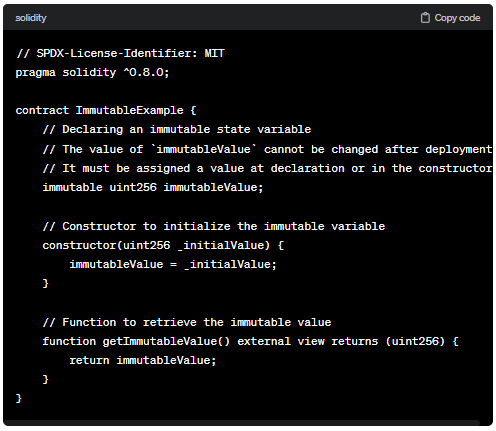 solidity
Copy code
// SPDX-License-Identifier: MIT
pragma solidity ^0.8.0;
contract ImmutableExample {
// Declaring an immutable state variable
// The value of `immutableValue` cannot be changed after deployment
// It must be assigned a value at declaration or in the constructor
immutable uint256 immutableValue;
// Constructor to initialize the immutable variable
constructor(uint256 _initialValue) {
immutableValue = _initialValue;
}
// Function to retrieve the immutable value
function getImmutableValue() external view returns (uint256) {
return immutableValue;
}
}